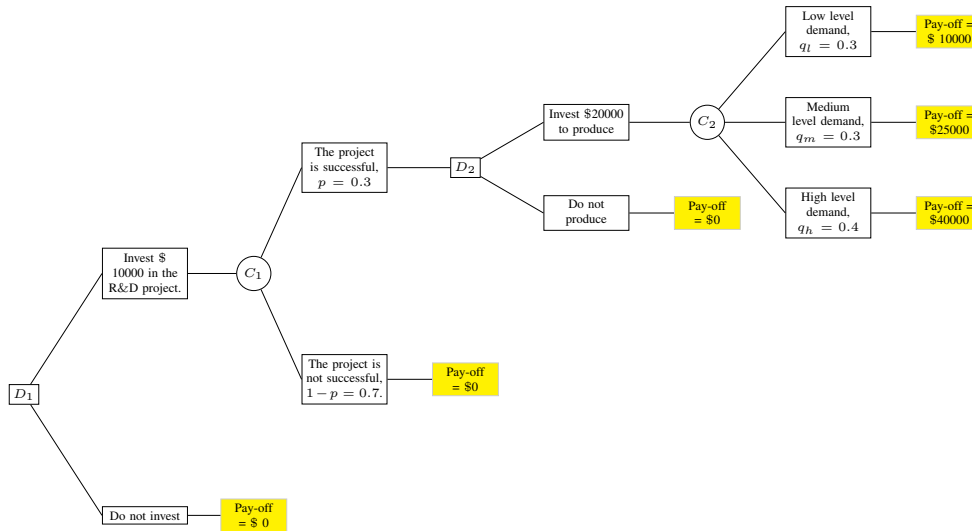 Low level
demand,
q_l = 0.3
Pay-off =
$ 10000
Invest $20000
to produce
C_2
Medium
level demand,
q_m = 0.3
Pay-off =
$25000
The project
is successful,
p = 0.3
D_2
Do not
produce
Pay-off
= $0
High level
demand,
q_h = 0.4
Pay-off =
$40000
Invest $
10000 in the
R&D project.
C_1
The project is
not successful,
1 − p = 0.7.
Pay-off
= $0
D_1
Do not invest
Pay-off
= $ 0